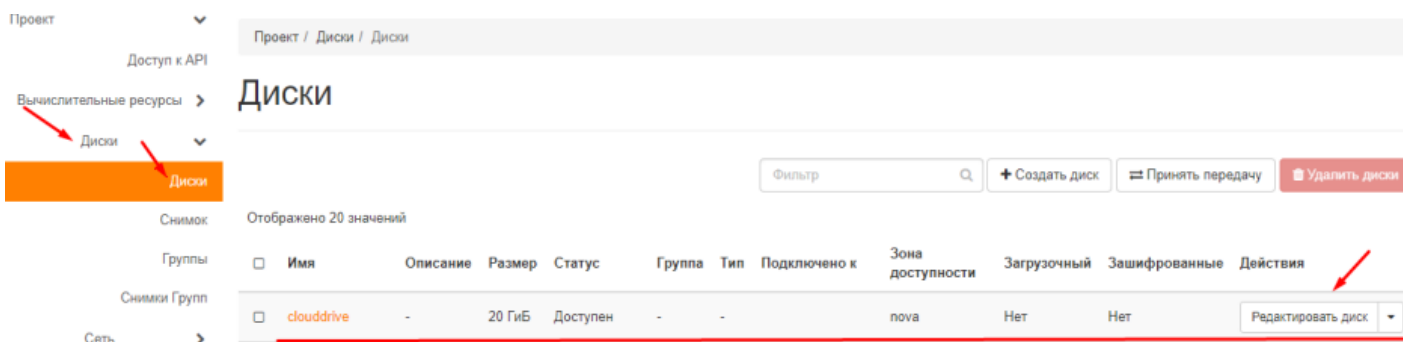 Проект
Доступ к API
Вычислительные ресурсы
Диски
Диски
Снимок
Группы
Снимки Групп
Сеть
Проект / Диски / Диски
Диски
Фильтр
Создать диск
Принять передачу
Удалить диски
Отображено 20 значений
Имя Описание Размер Статус Группа Тип Подключено к Зона доступности Загрузочный Зашифрованные Действия
clouddrive - 20 ГиБ Доступен - - nova Нет Нет Редактировать диск